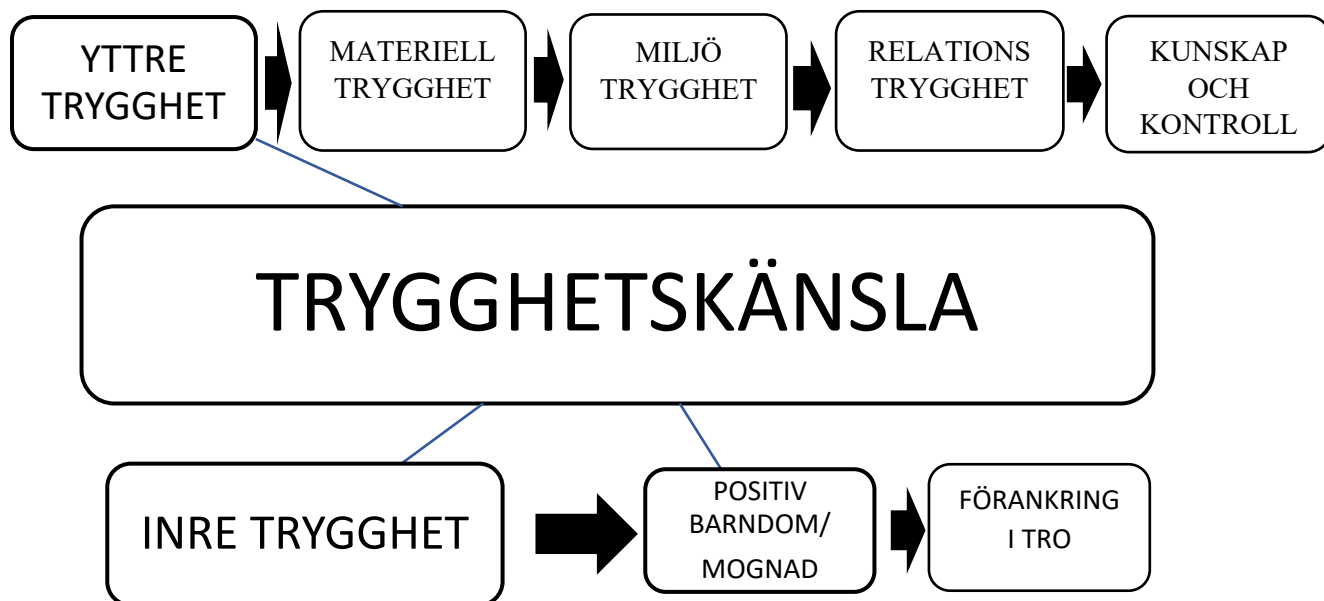 YTTRE
TRYGGHET
MATERIELL
TRYGGHET
MILJÖ
TRYGGHET
RELATIONS
TRYGGHET
KUNSKAP
OCH
KONTROLL
TRYGGHETSKÄNSLA
INRE TRYGGHET
POSITIV
BARNDOM/
MOGNAD
FÖRANKRING
I TRO